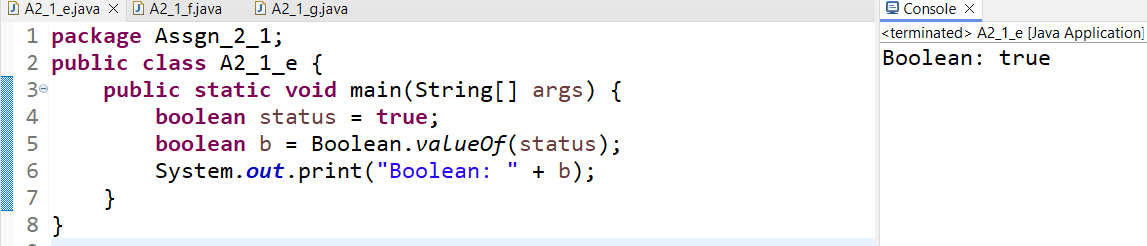 A2_1_e.java A2_1_f.java A2_1_g.java
1 package Assgn_2_1;
2 public class A2_1_e {
3 public static void main(String[] args) {
4 boolean status = true;
5 boolean b = Boolean.valueOf(status);
6 System.out.print("Boolean: " + b);
7 }
8 }
Console
<terminated> A2_1_e [Java Application]
Boolean: true